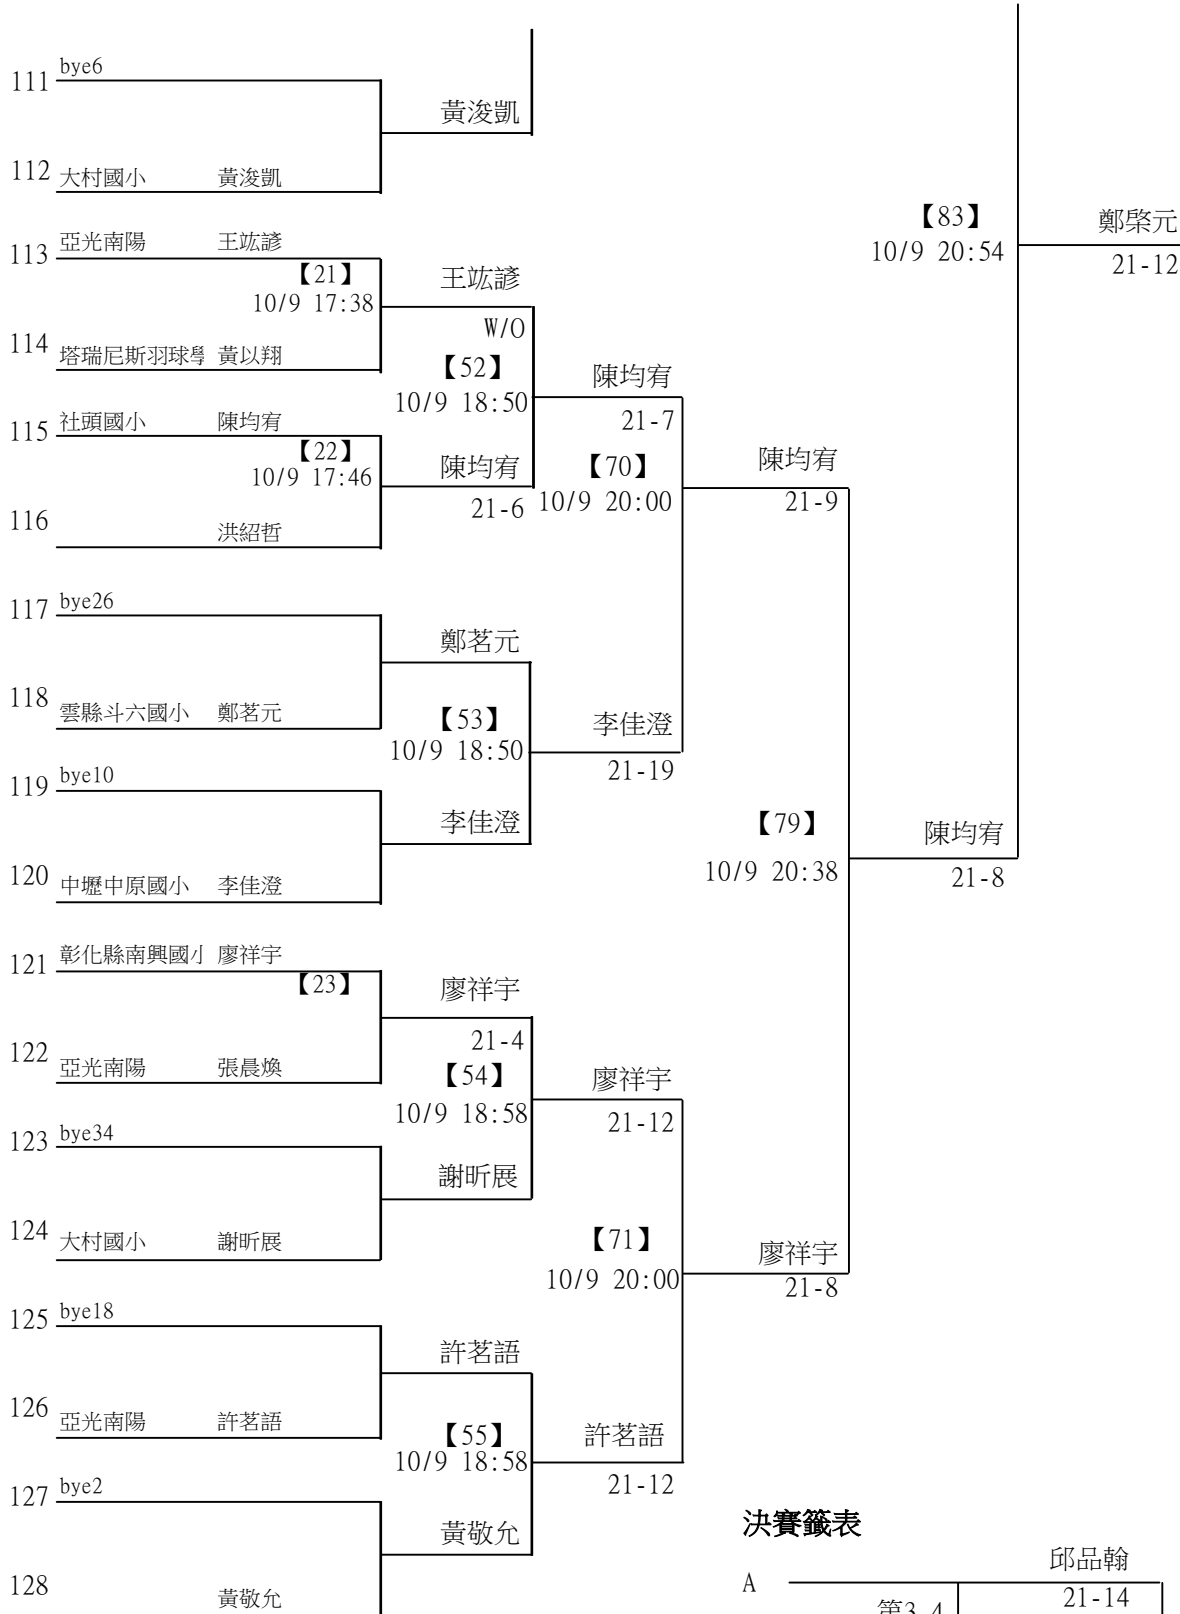 111 bye6
黃浚凱
112 大村國小 黃浚凱
【83】 鄭棨元
10/9 20:54 21-12
113 亞光南陽 王竑諺
【21】 王竑諺
10/9 17:38
W/O
114 塔瑞尼斯羽球學 黃以翔
【52】 陳均宥
10/9 18:50
21-7
115 社頭國小 陳均宥
【22】 陳均宥 【70】 陳均宥
10/9 17:46
21-6 10/9 20:00 21-9
116 洪紹哲
117 bye26
鄭茗元
118 雲縣斗六國小 鄭茗元
【53】 李佳澄
10/9 18:50
21-19
119 bye10
李佳澄 【79】 陳均宥
120 中壢中原國小 李佳澄
10/9 20:38 21-8
121 彰化縣南興國小 廖祥宇
【23】 廖祥宇
21-4
122 亞光南陽 張晨煥
【54】 廖祥宇
10/9 18:58 21-12
123 bye34
謝昕展
124 大村國小 謝昕展
【71】 廖祥宇
10/9 20:00 21-8
125 bye18
許茗語
126 亞光南陽 許茗語
【55】 許茗語
10/9 18:58
21-12
127 bye2
黃敬允
128 黃敬允
決賽籤表
邱品翰
A
21-14
第3.4